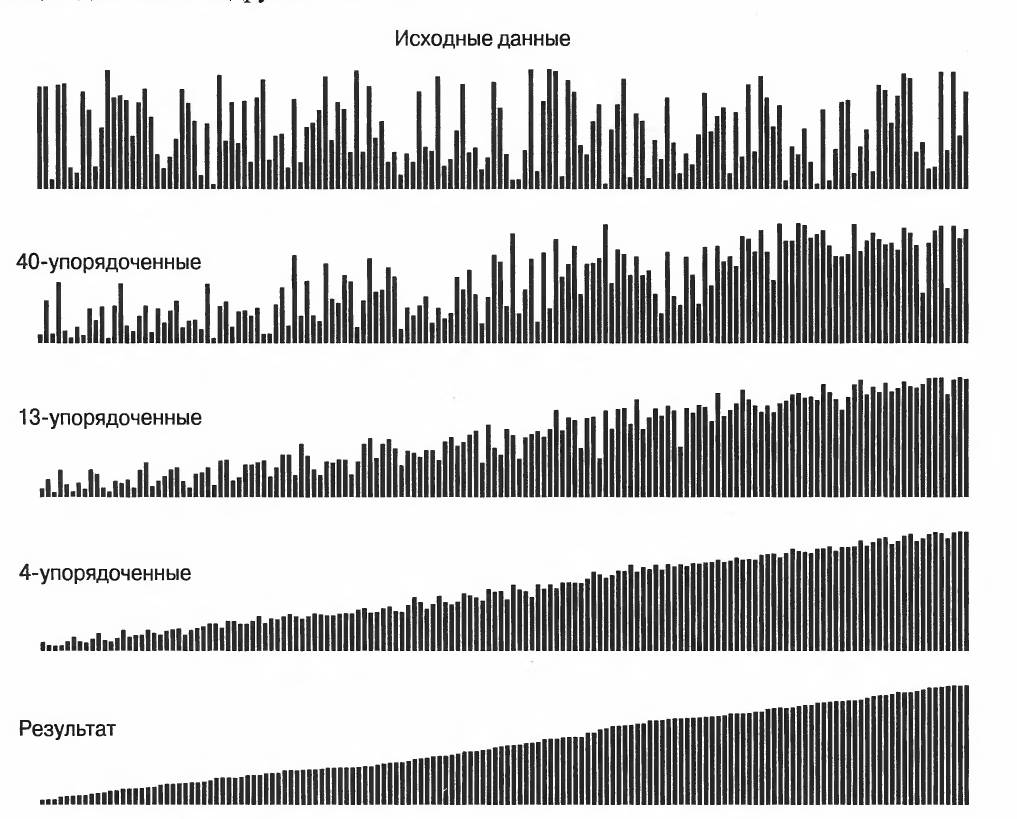 Исходные данные
40-упорядоченные
13-упорядоченные
4-упорядоченные
Результат